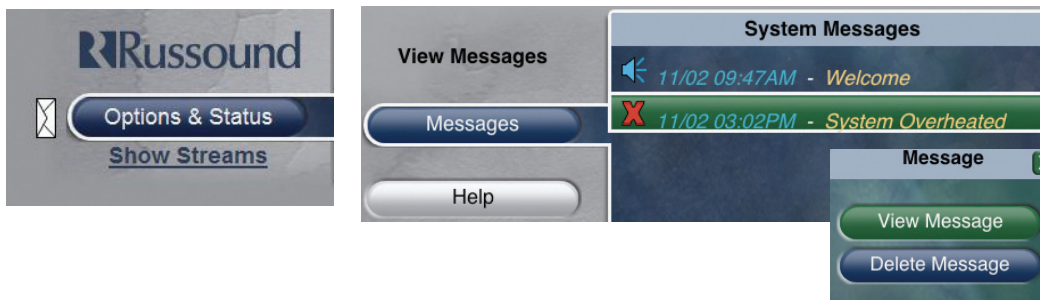 Russound
Options & Status
Show Streams
View Messages
Messages
Help
System Messages
11/02 09:47AM - Welcome
11/02 03:02PM - System Overheated
Message
View Message
Delete Message